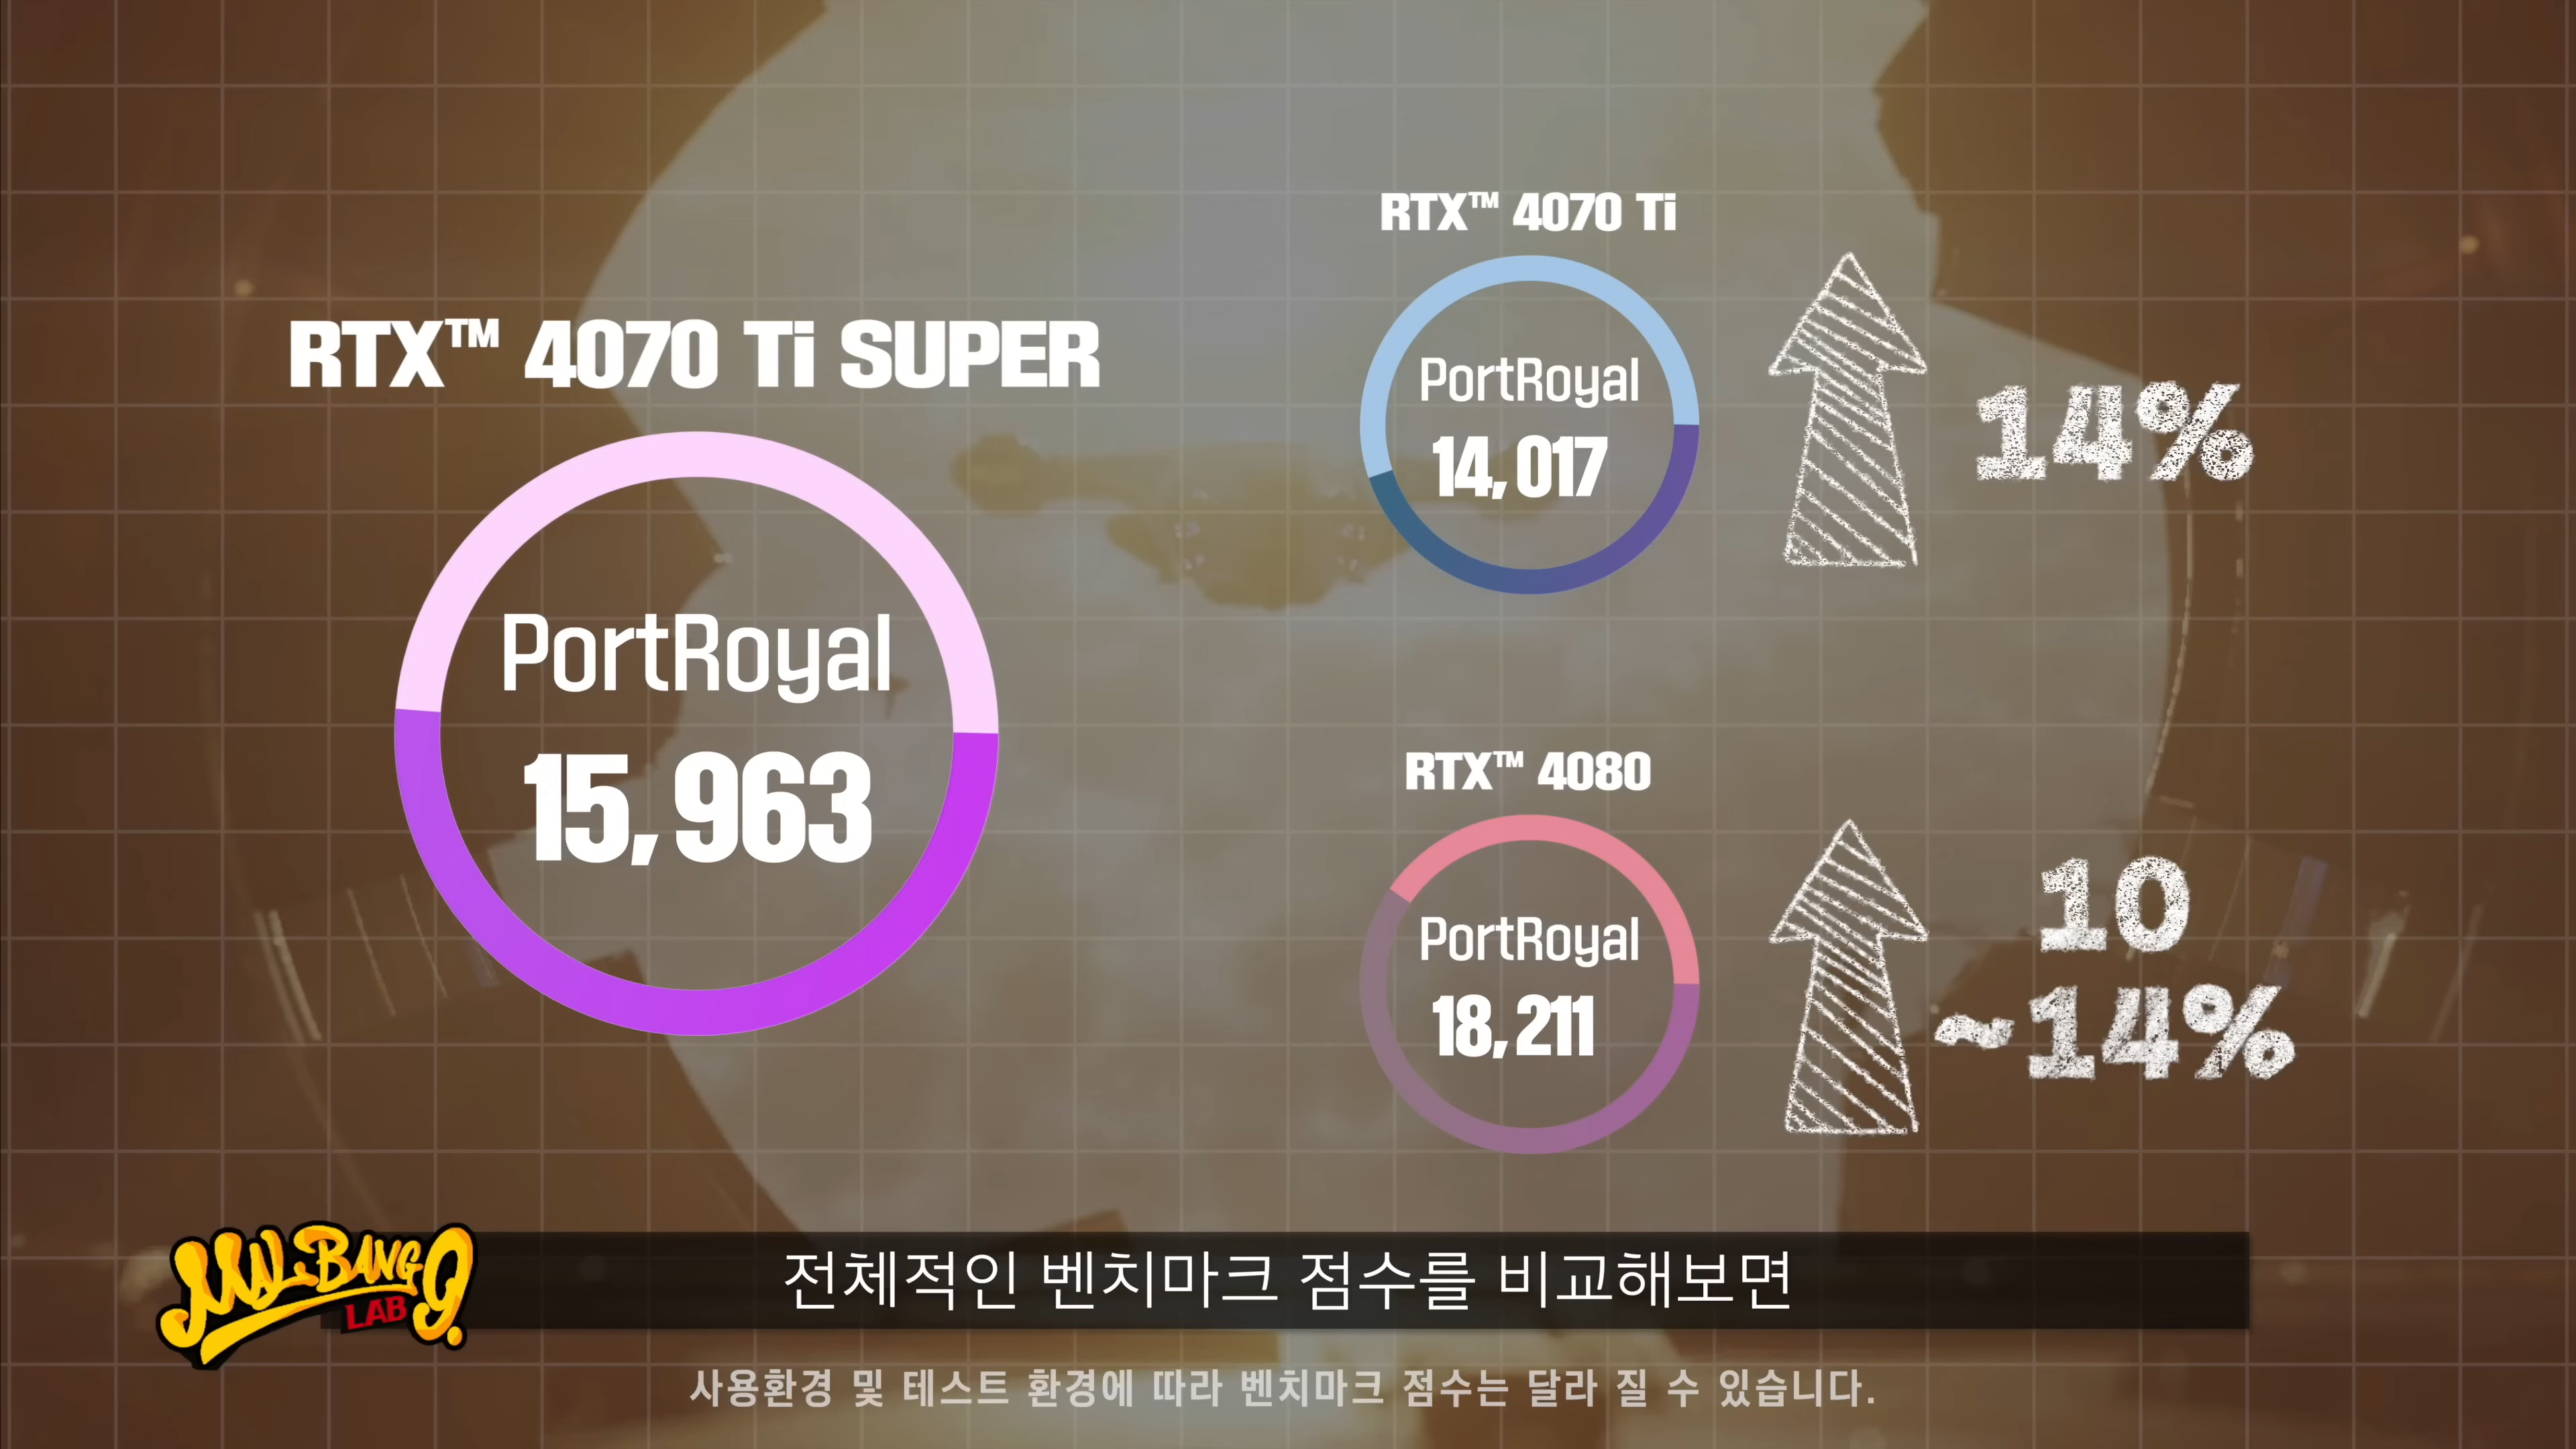 RTX™ 4070 Ti SUPER
PortRoyal
15,963
RTX™ 4070 Ti
PortRoyal
14,017
14%
RTX™ 4080
PortRoyal
18,211
10
~14%
MALBANG
LAB
전체적인 벤치마크 점수를 비교해보면
사용환경 및 테스트 환경에 따라 벤치마크 점수는 달라 질 수 있습니다.